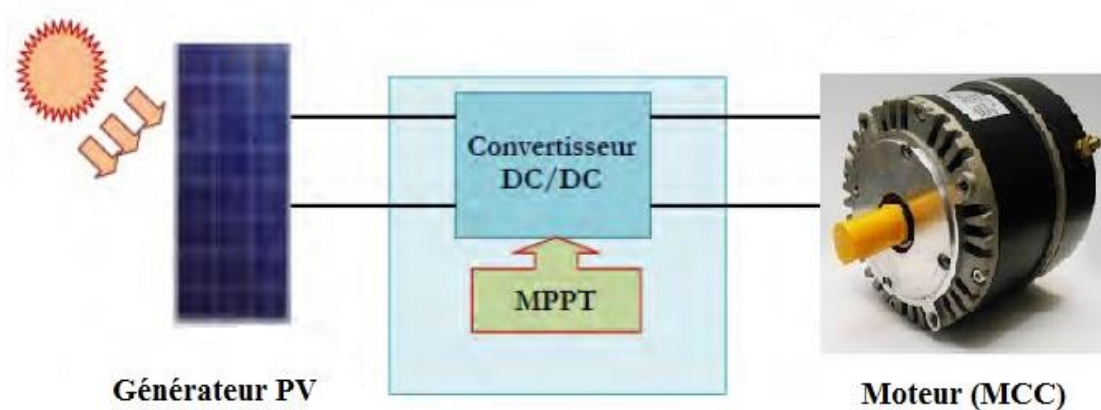 Convertisseur
DC/DC
MPPT
Générateur PV
Moteur (MCC)